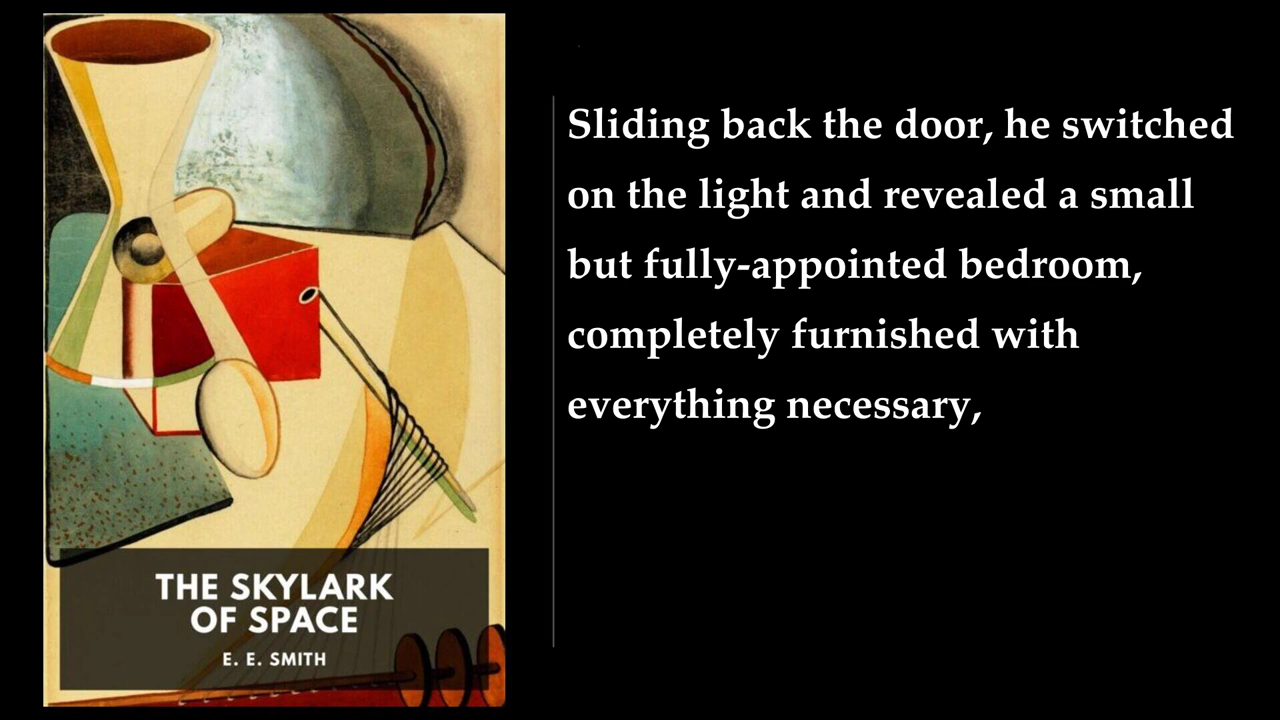 Sliding back the door, he switched
on the light and revealed a small
but fully-appointed bedroom,
completely furnished with
everything necessary,
THE SKYLARK
OF SPACE
E. E. SMITH